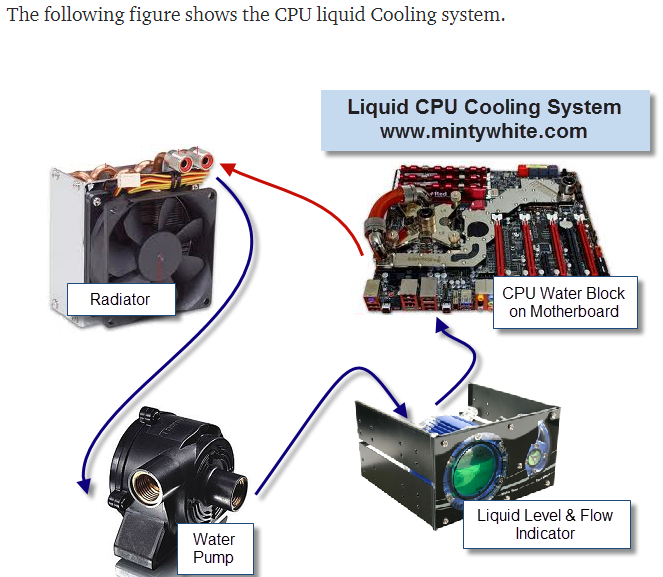 The following figure shows the CPU liquid Cooling system.
Liquid CPU Cooling System
www.mintywhite.com
Radiator
CPU Water Block
on Motherboard
Water
Pump
Liquid Level & Flow
Indicator